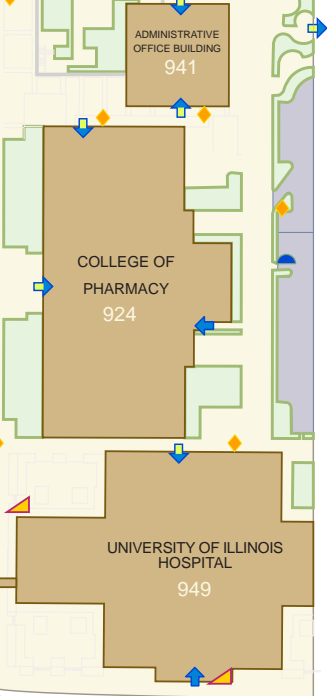 ADMINISTRATIVE
OFFICE BUILDING
941
COLLEGE OF
PHARMACY
924
UNIVERSITY OF ILLINOIS
HOSPITAL
949